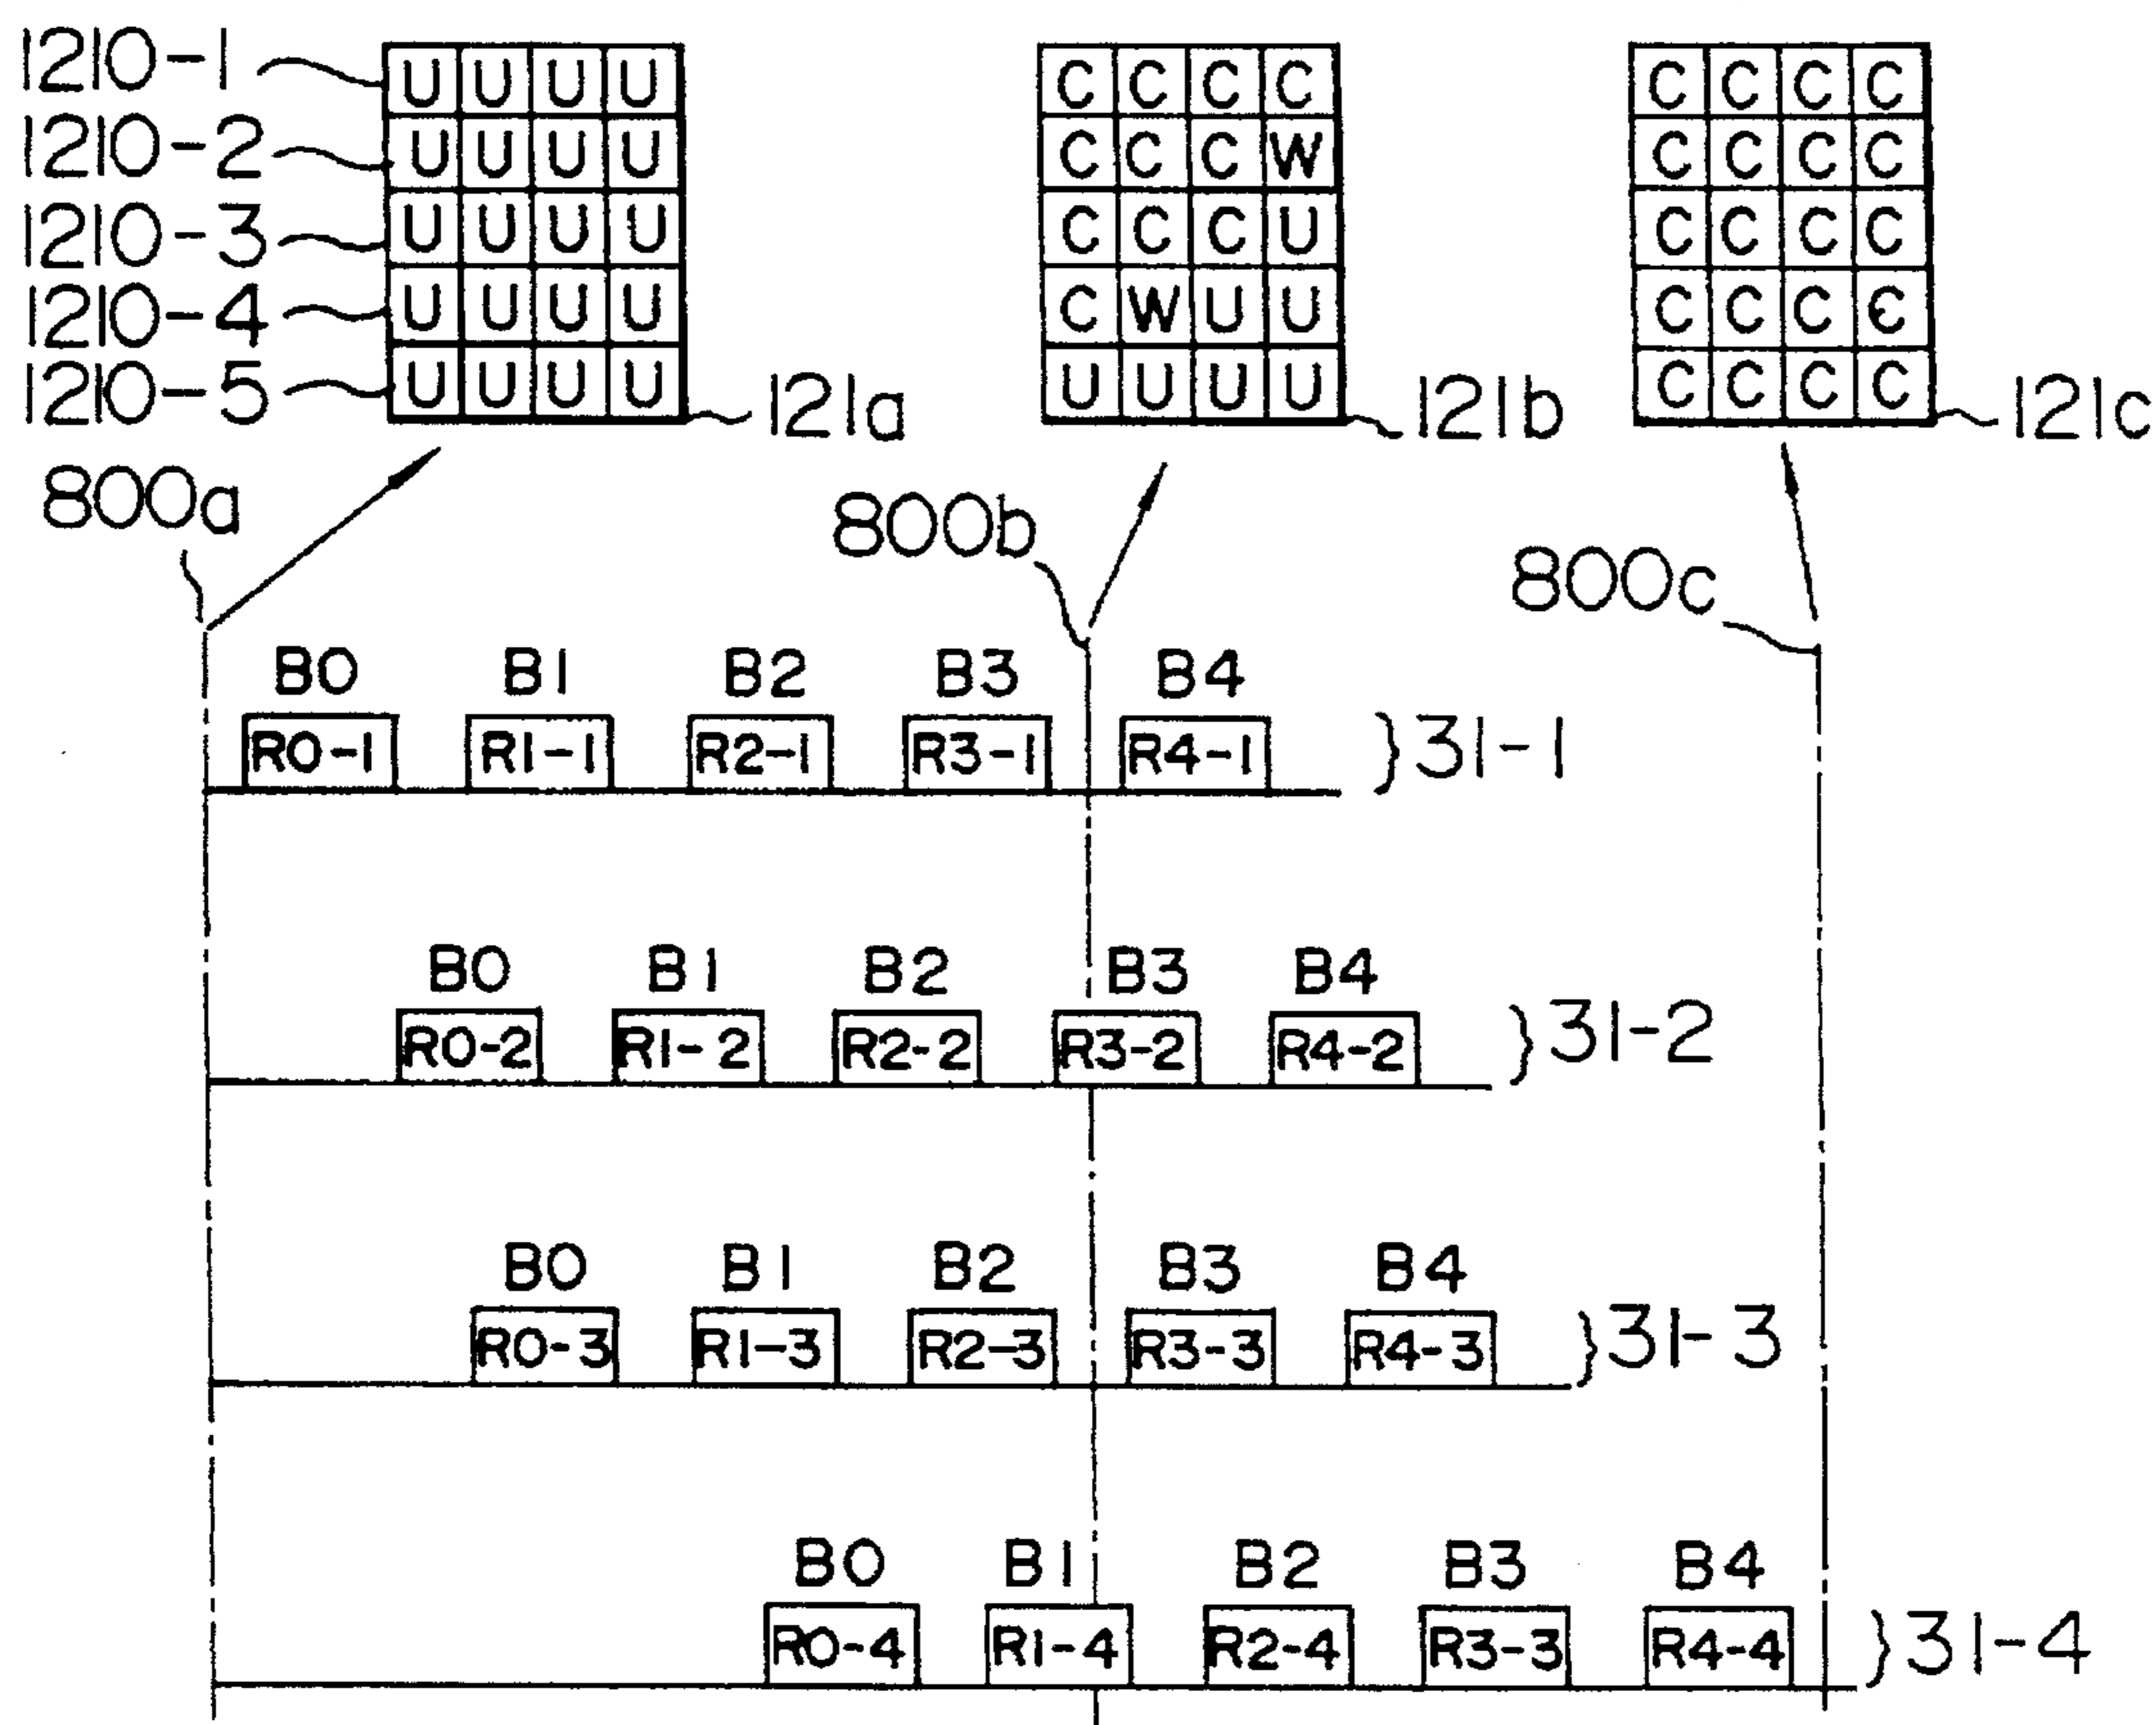 1210-1 U U U U C C C C C C C C
1210-2 U U U U C C C W C C C C
1210-3 U U U U C C C U C C C C
1210-4 U U U U C W U U C C C C
1210-5 U U U U U U U U C C C C
121a 121b 121c
800a 800b 800c
B0 B1 B2 B3 B4
R0-1 R1-1 R2-1 R3-1 R4-1 }31-1
B0 B1 B2 B3 B4
R0-2 R1-2 R2-2 R3-2 R4-2 }31-2
B0 B1 B2 B3 B4
R0-3 R1-3 R2-3 R3-3 R4-3 }31-3
B0 B1 B2 B3 B4
R0-4 R1-4 R2-4 R3-3 R4-4 }31-4